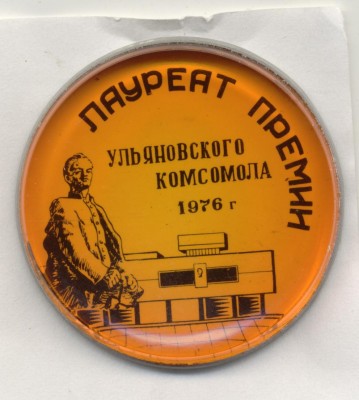 ЛАУРЕАТ ПРЕМИИ
УЛЬЯНОВСКОГО
КОМСОМОЛА
1976 г